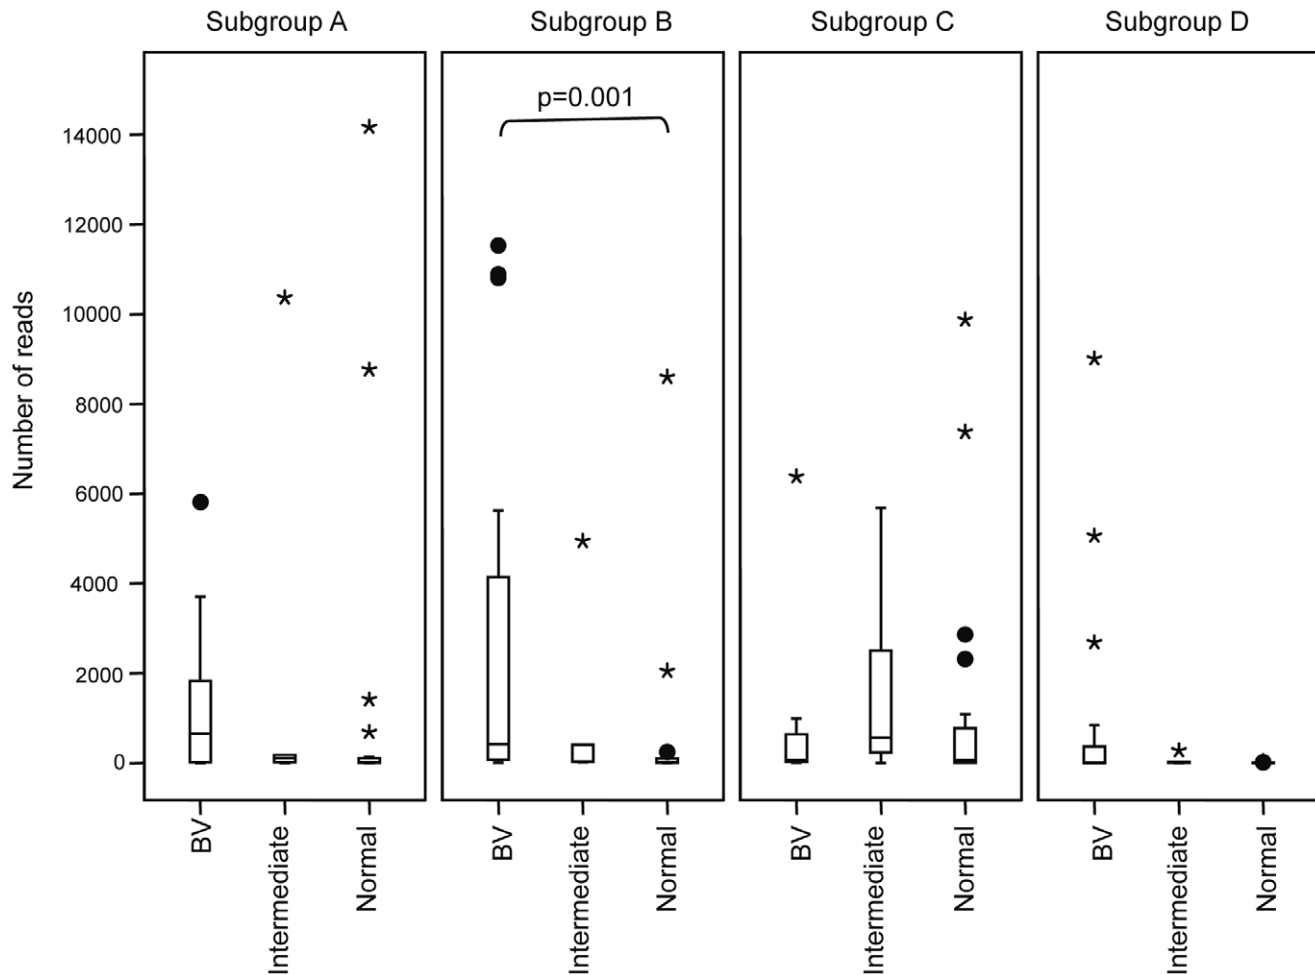 Subgroup A Subgroup B Subgroup C Subgroup D
p=0.001
14000
12000
10000
8000
6000
4000
2000
0
Number of reads
BV Intermediate Normal BV Intermediate Normal BV Intermediate Normal BV Intermediate Normal